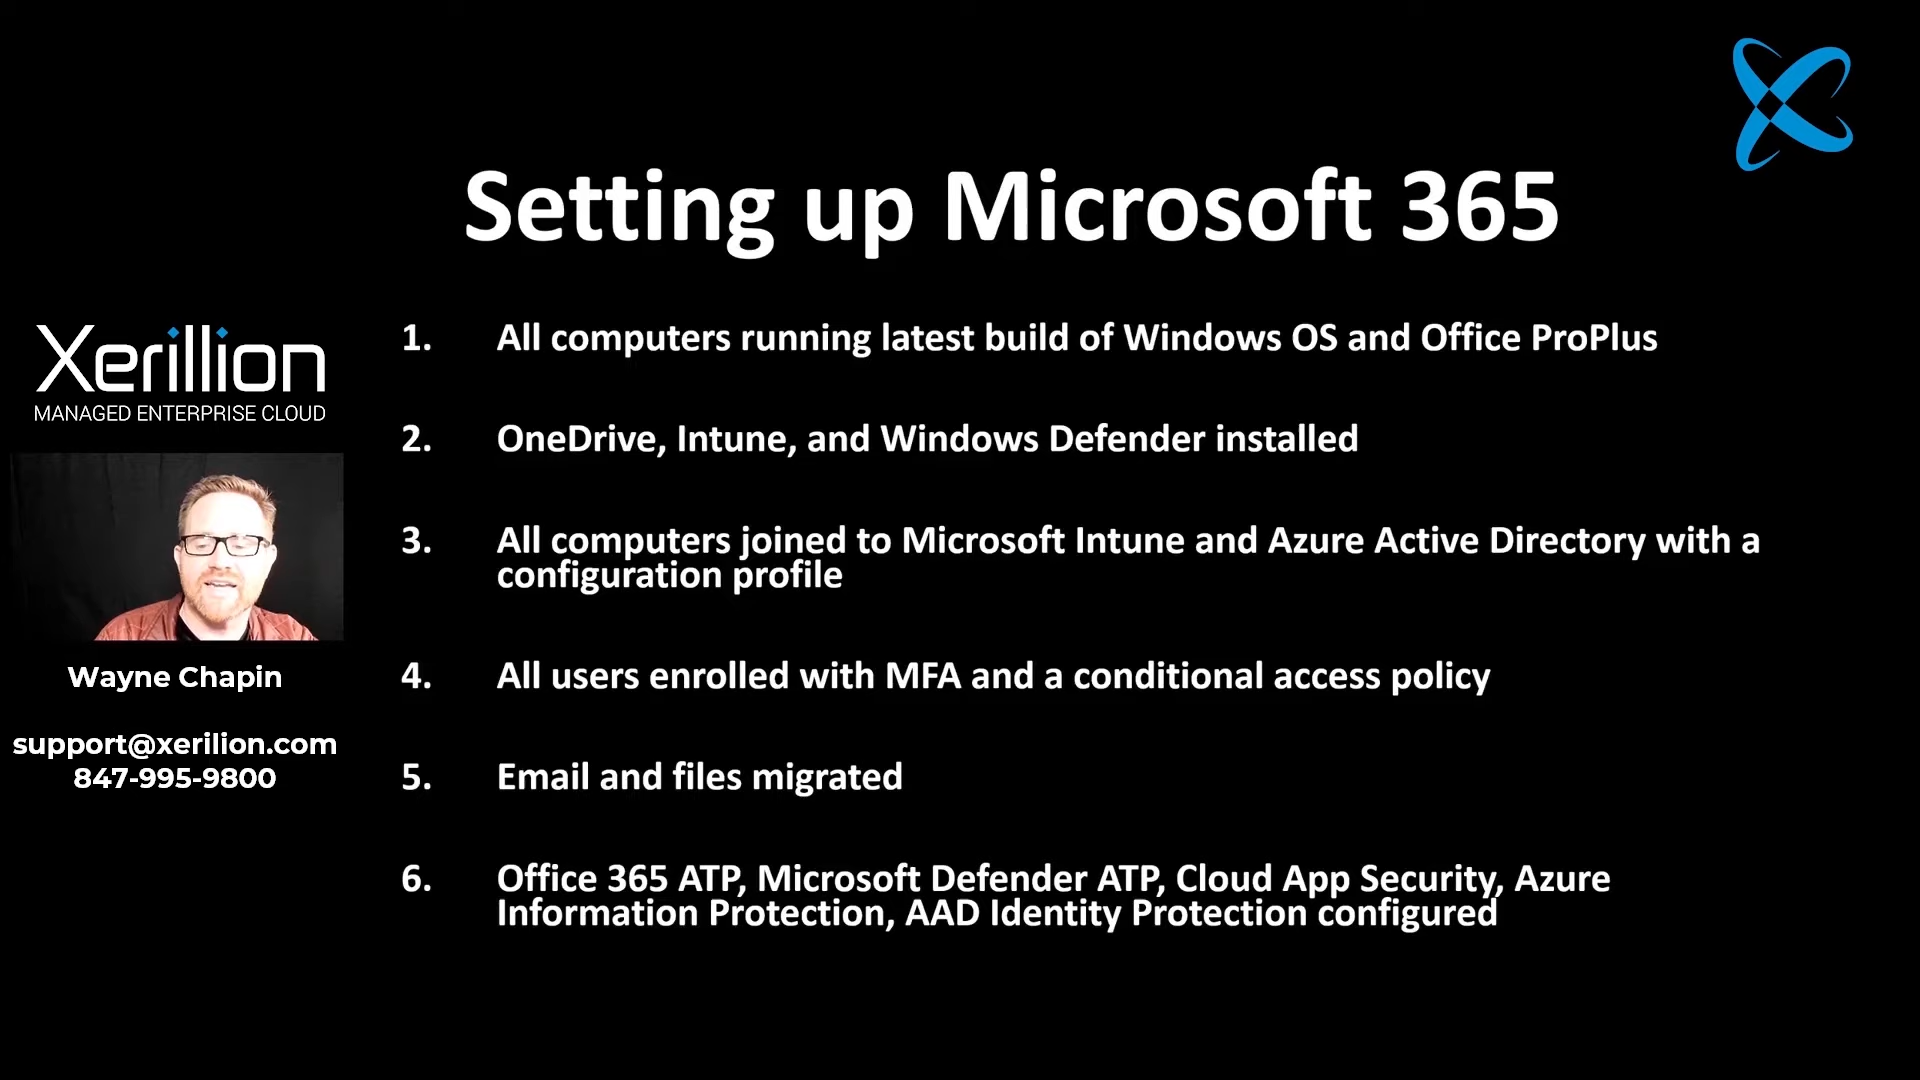 Setting up Microsoft 365
Xerillion
MANAGED ENTERPRISE CLOUD
Wayne Chapin
support@xerilion.com
847-995-9800
1. All computers running latest build of Windows OS and Office ProPlus
2. OneDrive, Intune, and Windows Defender installed
3. All computers joined to Microsoft Intune and Azure Active Directory with a
configuration profile
4. All users enrolled with MFA and a conditional access policy
5. Email and files migrated
6. Office 365 ATP, Microsoft Defender ATP, Cloud App Security, Azure
Information Protection, AAD Identity Protection configured